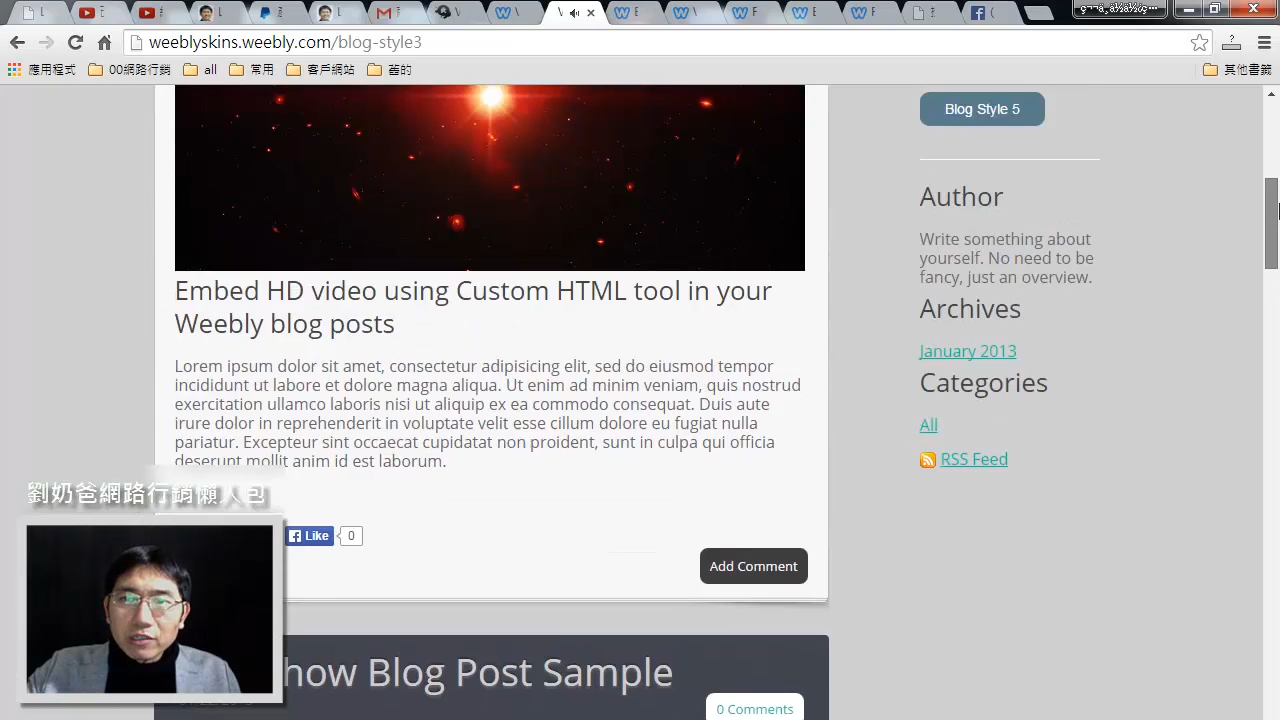 weeblyskins.weebly.com/blog-style3
應用程式
00網路行銷
all
常用
客戶網站
舊的
其他書籤
Blog Style 5
Author
Write something about
yourself. No need to be
fancy, just an overview.
Archives
January 2013
Categories
All
RSS Feed
Embed HD video using Custom HTML tool in your
Weebly blog posts
Lorem ipsum dolor sit amet, consectetur adipisicing elit, sed do eiusmod tempor
incididunt ut labore et dolore magna aliqua. Ut enim ad minim veniam, quis nostrud
exercitation ullamco laboris nisi ut aliquip ex ea commodo consequat. Duis aute
irure dolor in reprehenderit in voluptate velit esse cillum dolore eu fugiat nulla
pariatur. Excepteur sint occaecat cupidatat non proident, sunt in culpa qui officia
deserunt mollit anim id est laborum.
劉奶爸網路行銷懶人包
Like 0
Add Comment
how Blog Post Sample
0 Comments